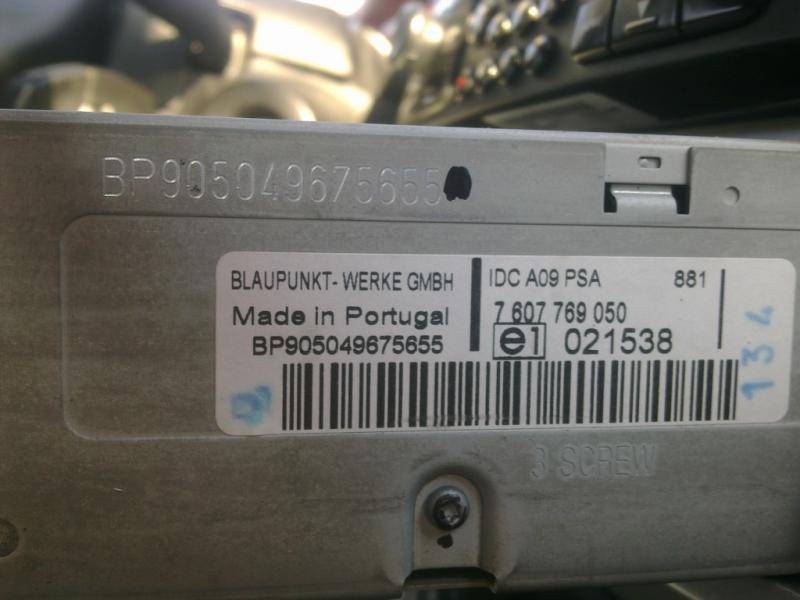 BP905049675655
BLAUPUNKT- WERKE GMBH
Made in Portugal
BP905049675655
IDC A09 PSA 881
7 607 769 050
e1 021538
134
3 SCREW